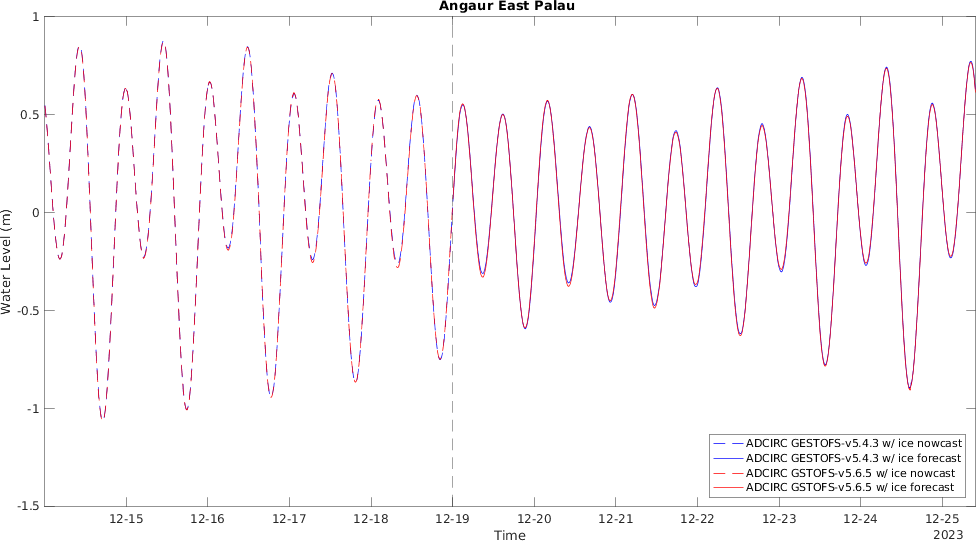 Angaur East Palau
1
0.5
0
-0.5
-1
-1.5
Water Level (m)
12-15 12-16 12-17 12-18 12-19 12-20 12-21 12-22 12-23 12-24 12-25
Time
2023
ADCIRC GESTOFS-v5.4.3 w/ ice nowcast
ADCIRC GESTOFS-v5.4.3 w/ ice forecast
ADCIRC GSTOFS-v5.6.5 w/ ice nowcast
ADCIRC GSTOFS-v5.6.5 w/ ice forecast